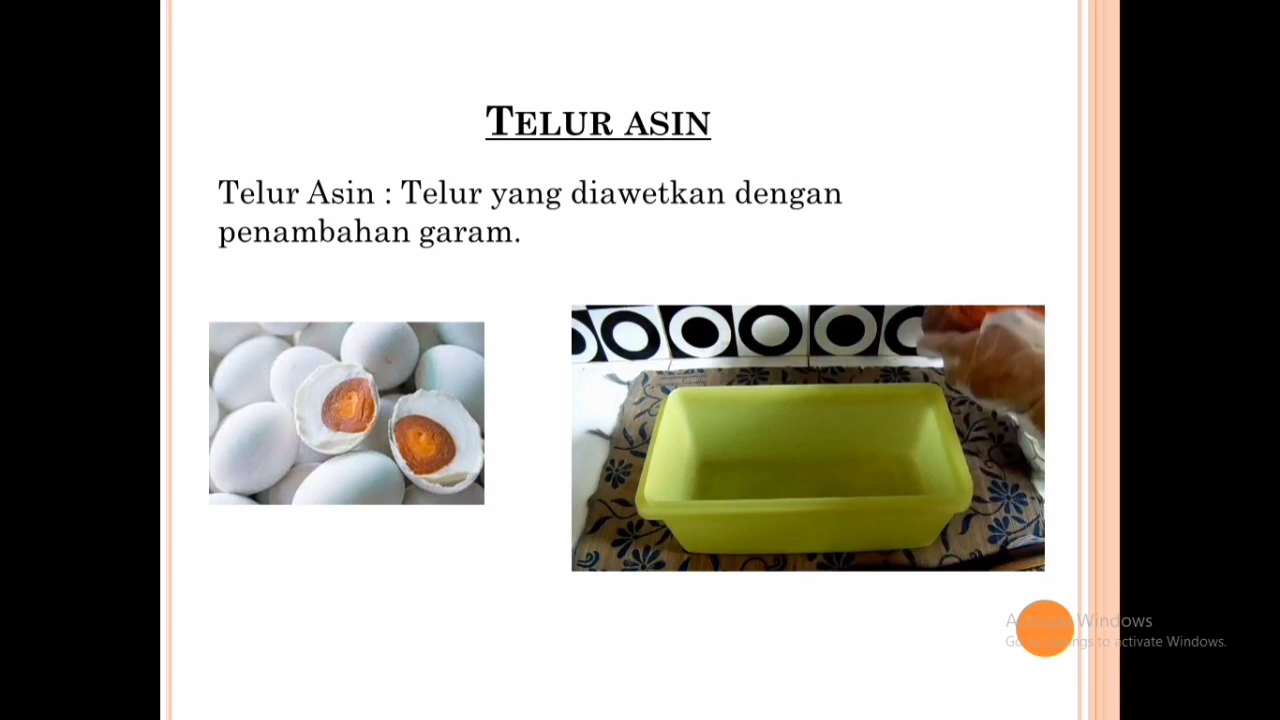 TELUR ASIN
Telur Asin : Telur yang diawetkan dengan
penambahan garam.
Activate Windows
Go to Settings to activate Windows.